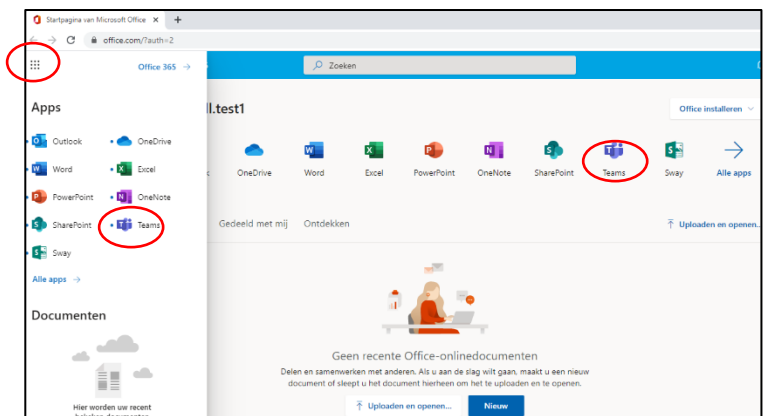 Startpagina van Microsoft Office
office.com/?auth=2
Office 365
Zoeken
Apps
ll.test1
Office installeren
Outlook
OneDrive
Word
Excel
PowerPoint
OneNote
SharePoint
Teams
Sway
Alle apps
OneDrive
Word
Excel
PowerPoint
OneNote
SharePoint
Teams
Sway
Alle apps
Gedeeld met mij
Ontdekken
Uploaden en openen...
Documenten
Hier worden uw recent
Geen recente Office-onlinedocumenten
Delen en samenwerken met anderen. Als u aan de slag wilt gaan, maakt u een nieuw
document of sleept u het document hierheen om het te uploaden en te openen.
Uploaden en openen...
Nieuw